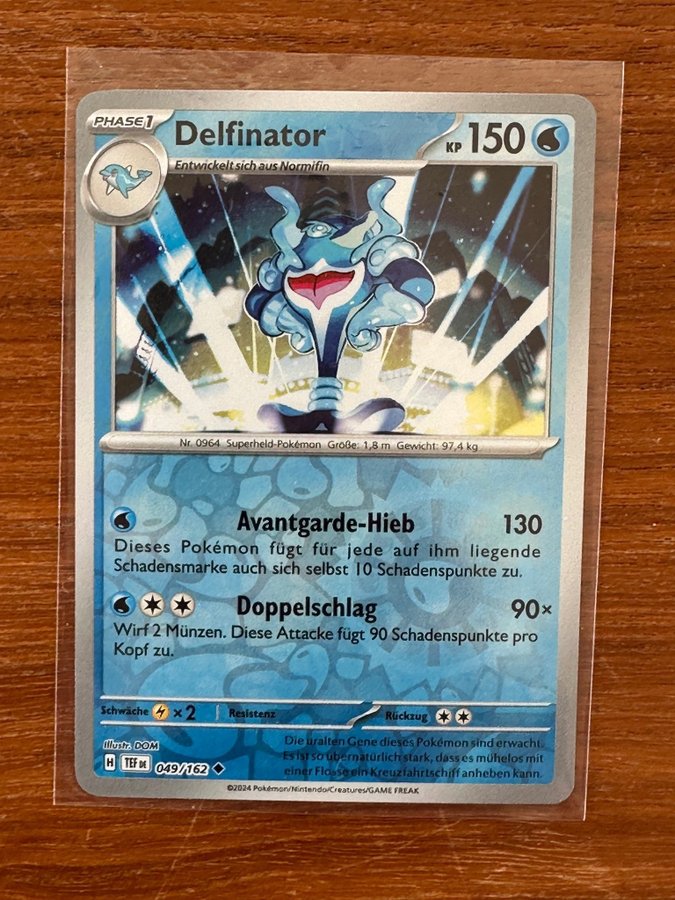 PHASE 1
Delfinator
KP 150
Entwickelt sich aus Normifin
Nr. 0964 Superheld-Pokémon Größe: 1,8 m Gewicht: 97,4 kg
Avantgarde-Hieb 130
Dieses Pokémon fügt für jede auf ihm liegende
Schadensmarke auch sich selbst 10 Schadenspunkte zu.
Doppelschlag 90×
Wirf 2 Münzen. Diese Attacke fügt 90 Schadenspunkte pro
Kopf zu.
Schwäche ×2 Resistenz Rückzug
Illustr. DOM
H TEF DE 049/162
Die uralten Gene dieses Pokémon sind erwacht.
Es ist so übernatürlich stark, dass es mühelos mit
einer Flosse ein Kreuzfahrtschiff anheben kann.
©2024 Pokémon/Nintendo/Creatures/GAME FREAK